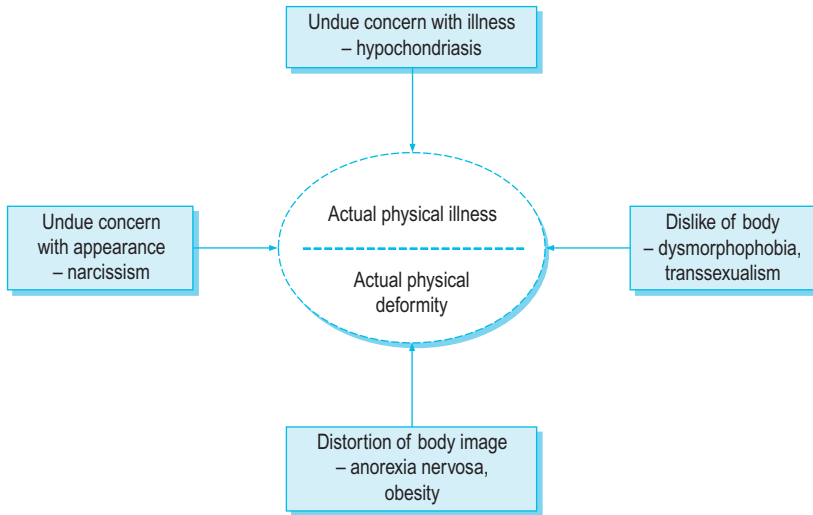 Undue concern with illness
– hypochondriasis
Undue concern
with appearance
– narcissism
Actual physical illness
Actual physical
deformity
Dislike of body
– dysmorphophobia,
transsexualism
Distortion of body image
– anorexia nervosa,
obesity